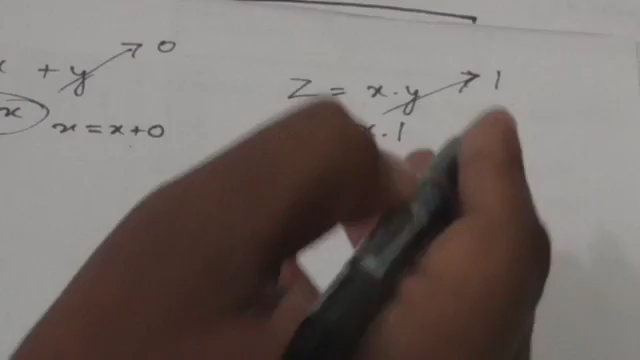 x + y → 0
x x = x + 0
Z = x . y → 1
x . 1